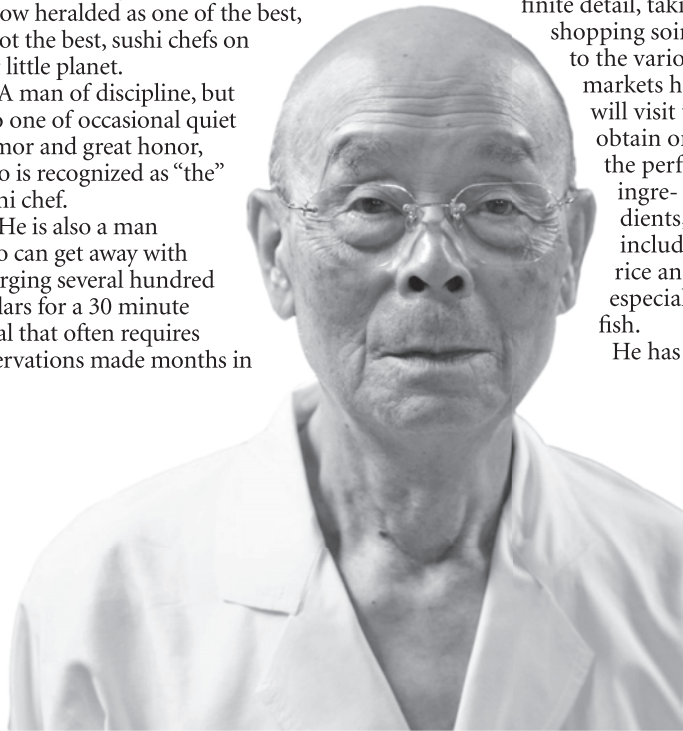 ow heralded as one of the best,
ot the best, sushi chefs on
little planet.
A man of discipline, but
o one of occasional quiet
mor and great honor,
o is recognized as “the”
hi chef.
He is also a man
o can get away with
rging several hundred
lars for a 30 minute
al that often requires
ervations made months in
finite detail, taki
shopping soir
to the vario
markets h
will visit
obtain or
the perf
ingre-
dients,
includ
rice an
especial
fish.
He has